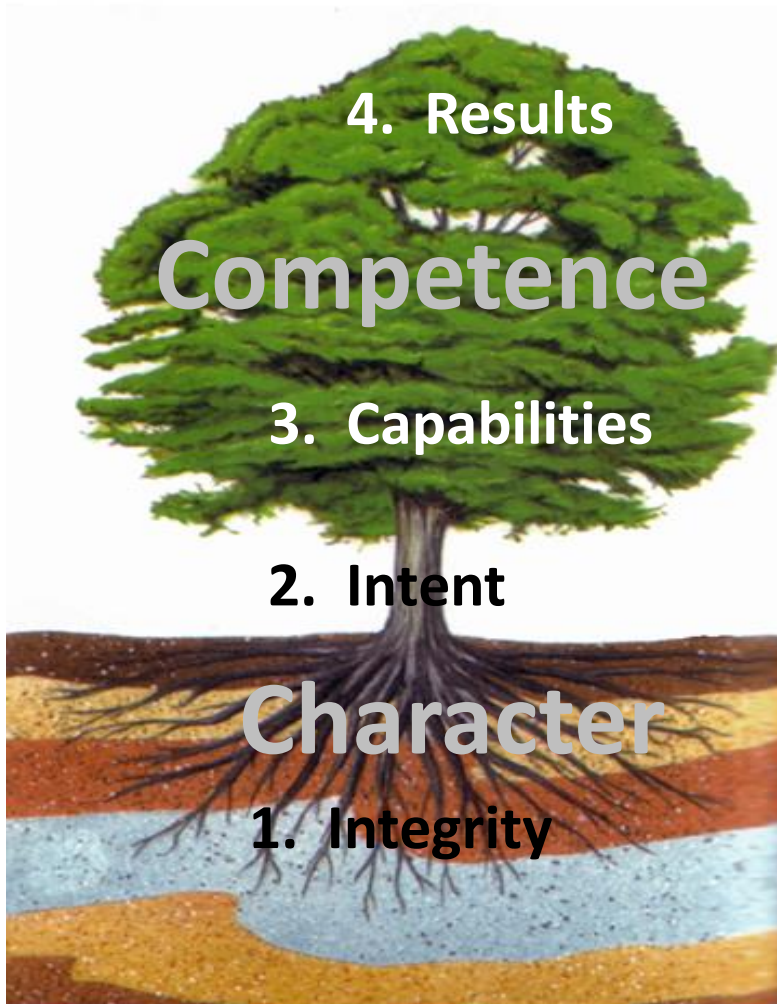 4. Results
Competence
3. Capabilities
2. Intent
Character
1. Integrity